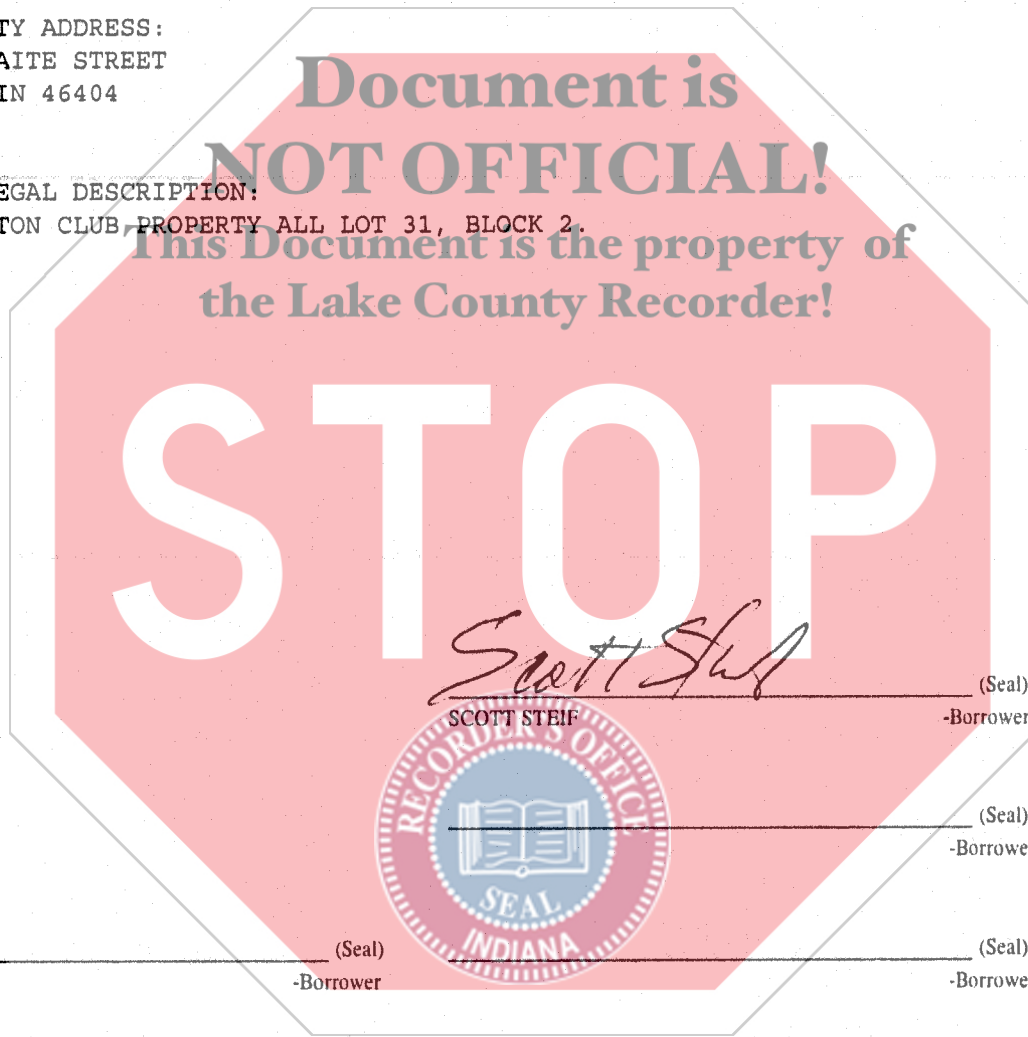 TY ADDRESS:
AITE STREET
IN 46404
Document is
NOT OFFICIAL!
EGAL DESCRIPTION:
TON CLUB PROPERTY ALL LOT 31, BLOCK 2.
This Document is the property of
the Lake County Recorder!
STOP
Scott Steif
(Seal)
SCOTT STEIF
-Borrower
RECORDER'S OFFICE
SEAL
INDIANA
(Seal)
-Borrowe
(Seal)
-Borrower
(Seal)
-Borrowe